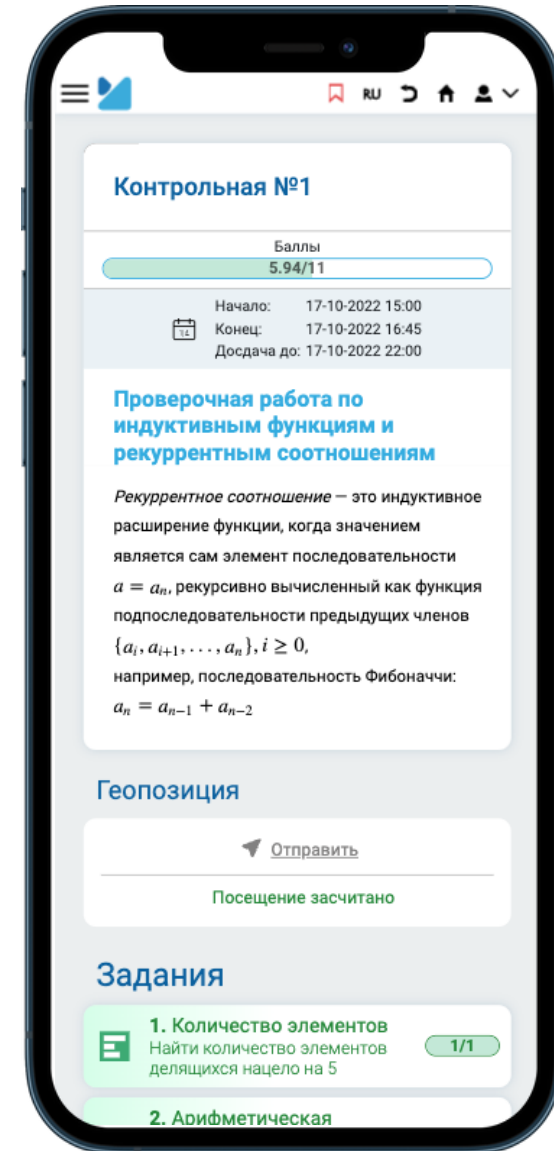 RU
Контрольная №1
Баллы
5.94/11
Начало: 17-10-2022 15:00
14 Конец: 17-10-2022 16:45
Досдача до: 17-10-2022 22:00
Проверочная работа по
индуктивным функциям и
рекуррентным соотношениям
Рекуррентное соотношение — это индуктивное
расширение функции, когда значением
является сам элемент последовательности
a = aₙ, рекурсивно вычисленный как функция
подпоследовательности предыдущих членов
{aᵢ, aᵢ₊₁, . . . , aₙ}, i ≥ 0,
например, последовательность Фибоначчи:
aₙ = aₙ₋₁ + aₙ₋₂
Геопозиция
Отправить
Посещение засчитано
Задания
1. Количество элементов
Найти количество элементов
делящихся нацело на 5
1/1
2. Арифметическая